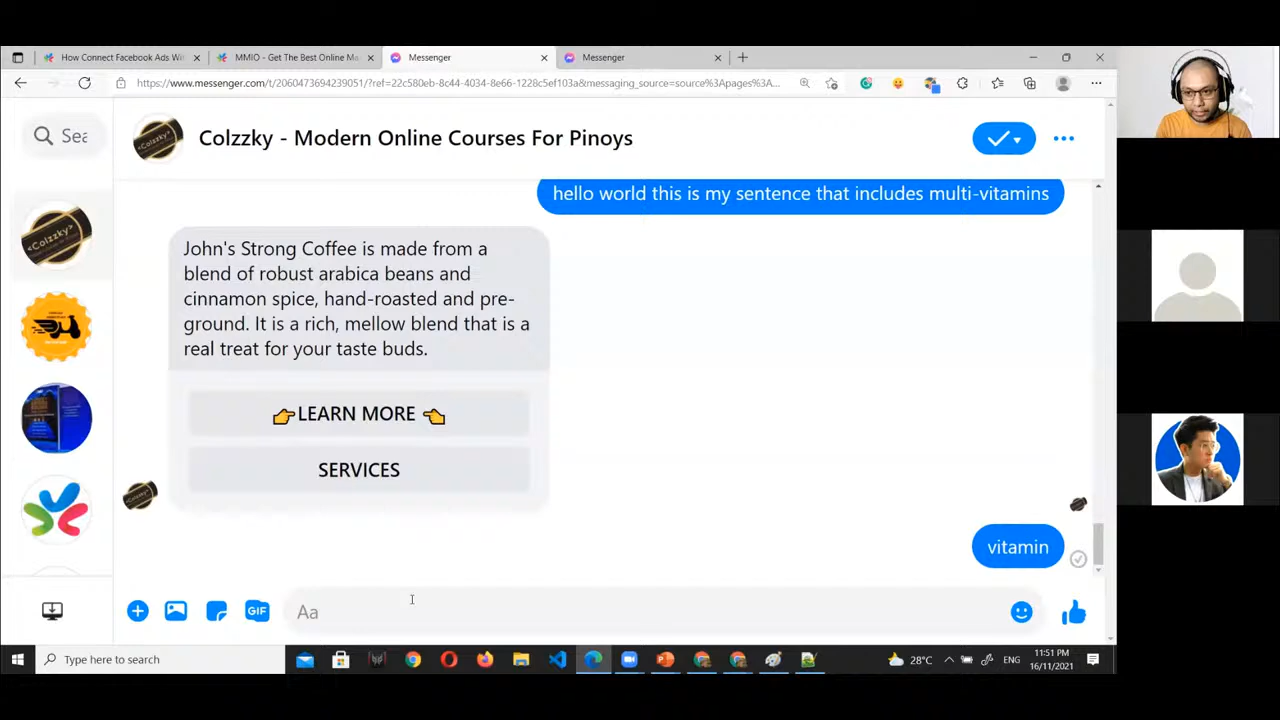 How Connect Facebook Ads Wi
MMIO - Get The Best Online M
Messenger
Messenger
https://www.messenger.com/t/2060473694239051/?ref=22c580eb-8c44-4034-8e66-1228c5ef103a&messaging_source=source%3Apages%3A...
Sea
Colzzky - Modern Online Courses For Pinoys
hello world this is my sentence that includes multi-vitamins
<Colzzky>
John's Strong Coffee is made from a
blend of robust arabica beans and
cinnamon spice, hand-roasted and pre-
ground. It is a rich, mellow blend that is a
real treat for your taste buds.
👉LEARN MORE 👈
SERVICES
vitamin
GIF
Aa
Type here to search
28°C
ENG
11:51 PM
16/11/2021